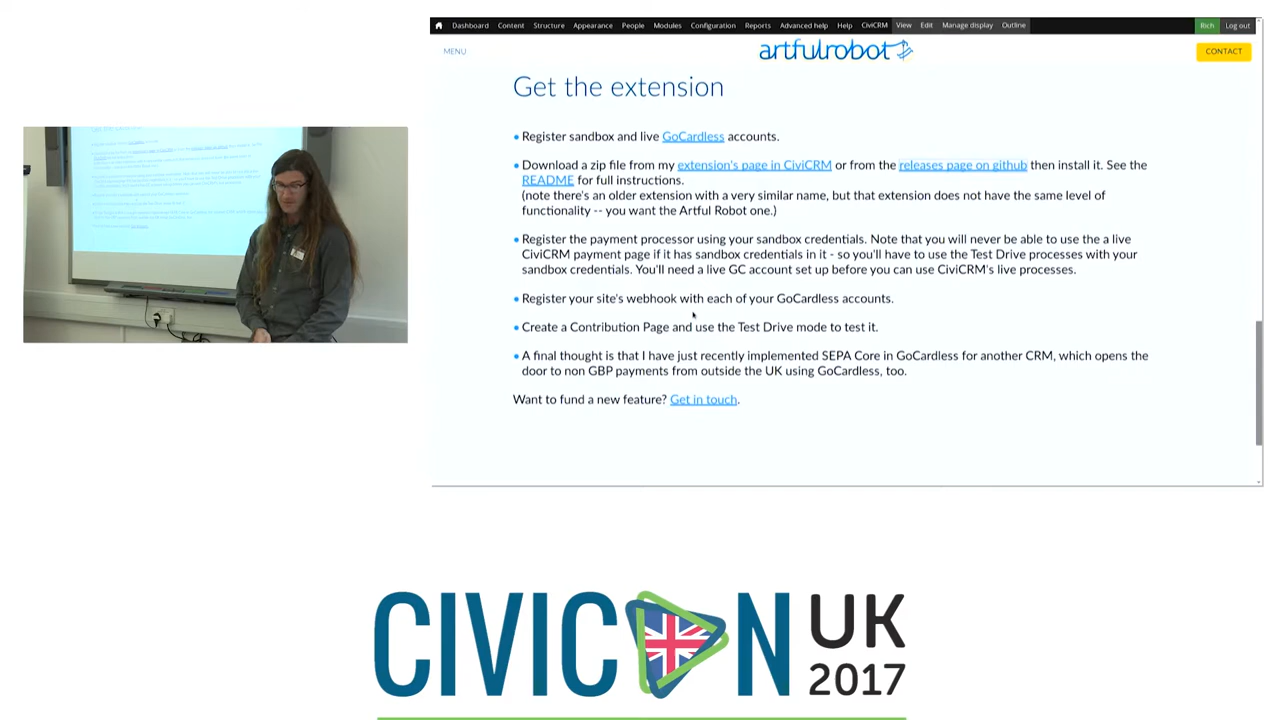 Dashboard Content Structure Appearance People Modules Configuration Reports Advanced help Help CiviCRM View Edit Manage display Outline Rich Log out
MENU artfulrobot CONTACT
Get the extension
Register sandbox and live GoCardless accounts.
Download a zip file from my extension's page in CiviCRM or from the releases page on github then install it. See the
README for full instructions.
(note there's an older extension with a very similar name, but that extension does not have the same level of
functionality -- you want the Artful Robot one.)
Register the payment processor using your sandbox credentials. Note that you will never be able to use the a live
CiviCRM payment page if it has sandbox credentials in it - so you'll have to use the Test Drive processes with your
sandbox credentials. You'll need a live GC account set up before you can use CiviCRM's live processes.
Register your site's webhook with each of your GoCardless accounts.
Create a Contribution Page and use the Test Drive mode to test it.
A final thought is that I have just recently implemented SEPA Core in GoCardless for another CRM, which opens the
door to non GBP payments from outside the UK using GoCardless, too.
Want to fund a new feature? Get in touch.
CIVICON UK
2017